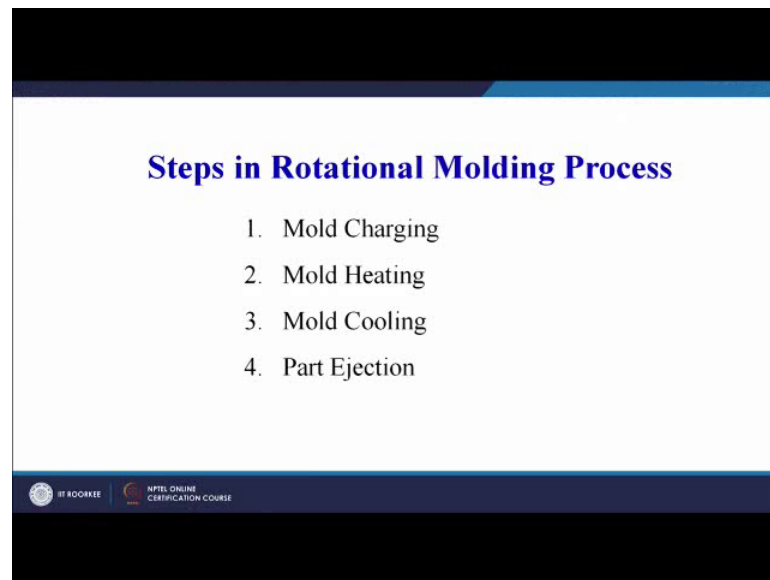 Steps in Rotational Molding Process
1. Mold Charging
2. Mold Heating
3. Mold Cooling
4. Part Ejection
IIT ROORKEE
NPTEL ONLINE
CERTIFICATION COURSE